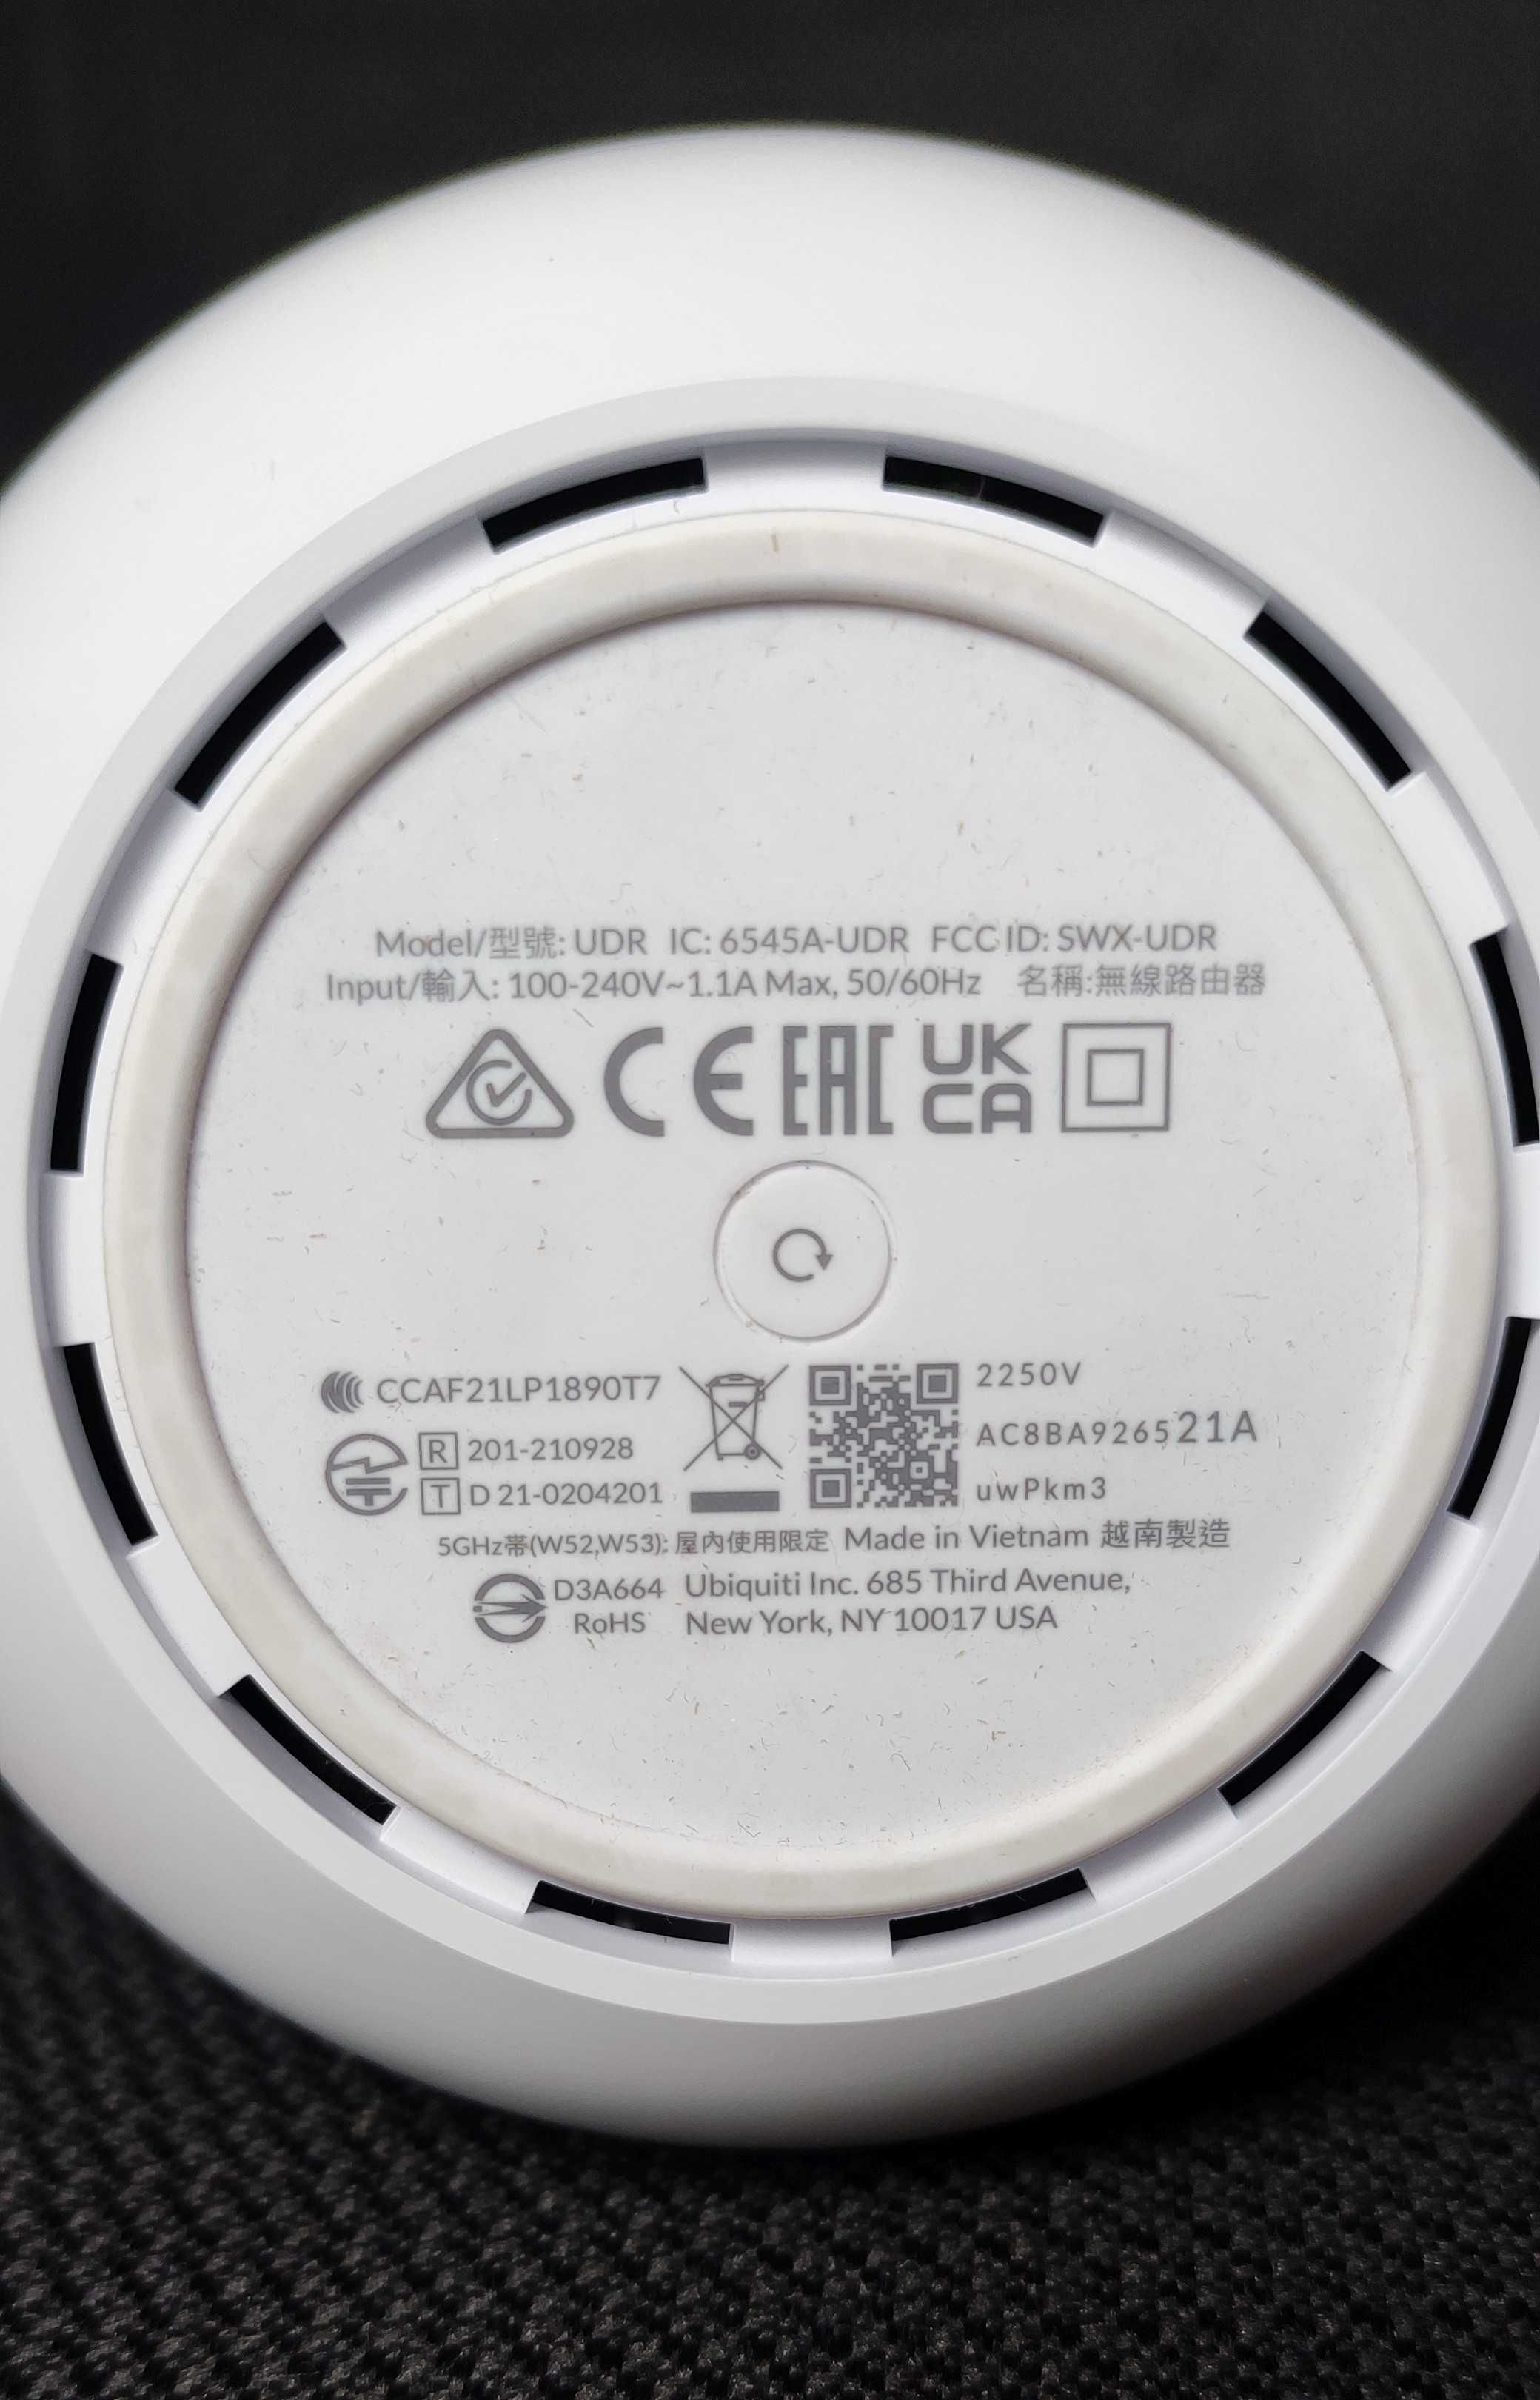 Model/型號: UDR IC: 6545A-UDR FCC ID: SWX-UDR
Input/輸入: 100-240V~1.1A Max, 50/60Hz 名稱:無線路由器
CE EAC UK
CA
CCAF21LP1890T7
R 201-210928
T D 21-0204201
2250V
AC8BA926521A
uwPkm3
5GHz帯(W52,W53): 屋内使用限定 Made in Vietnam 越南製造
D3A664
RoHS
Ubiquiti Inc. 685 Third Avenue,
New York, NY 10017 USA